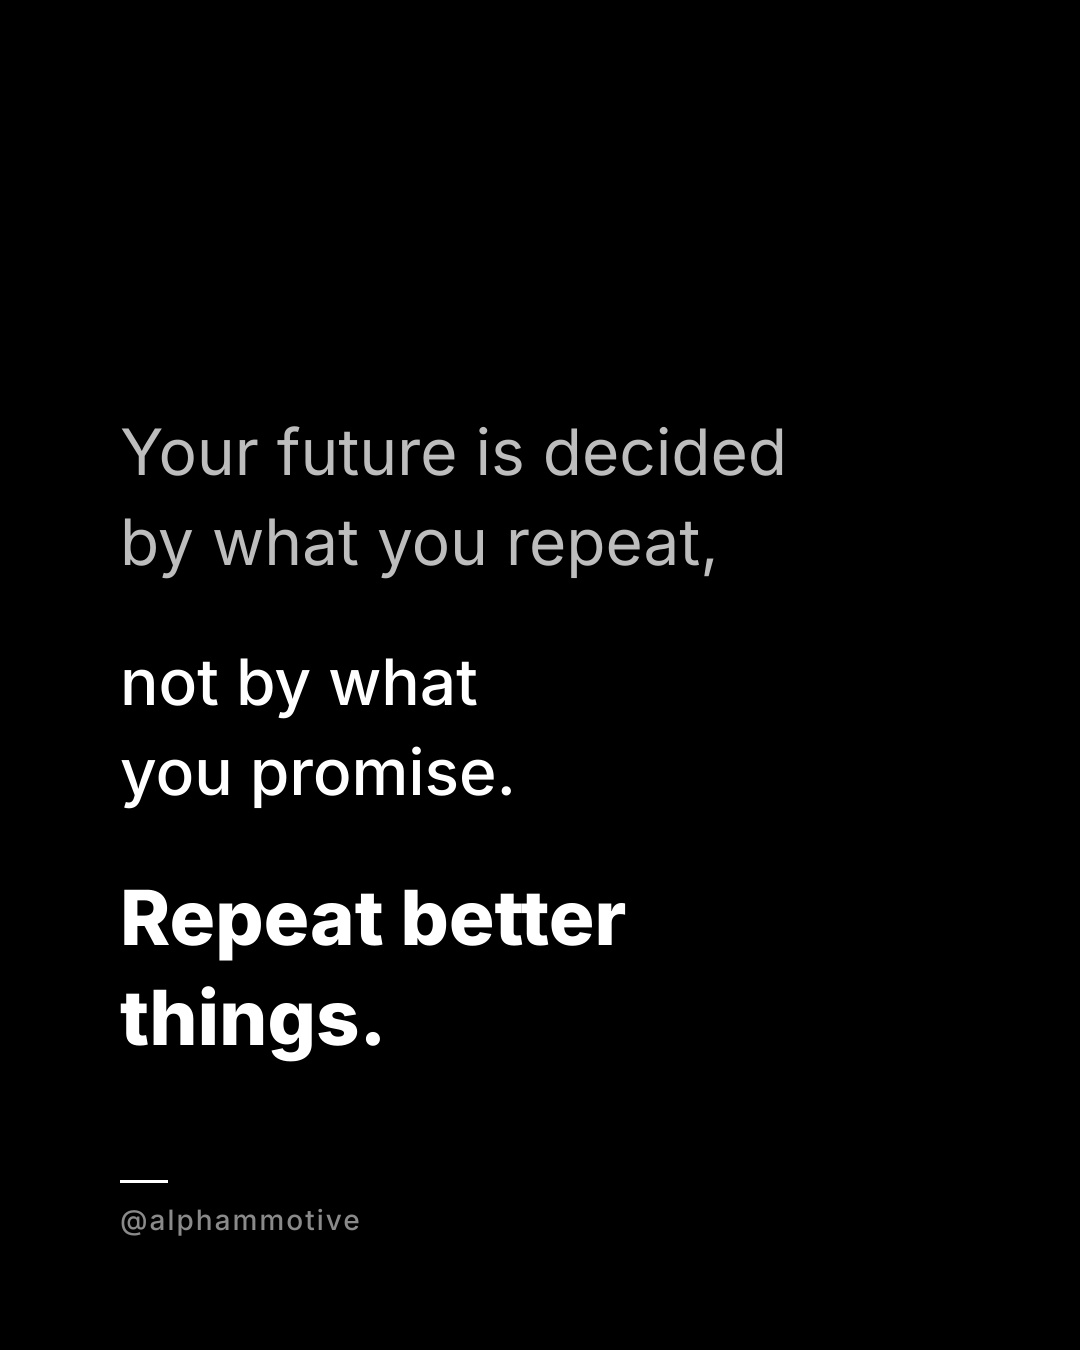 Your future is decided
by what you repeat,
not by what
you promise.
Repeat better
things.
@alphammotive